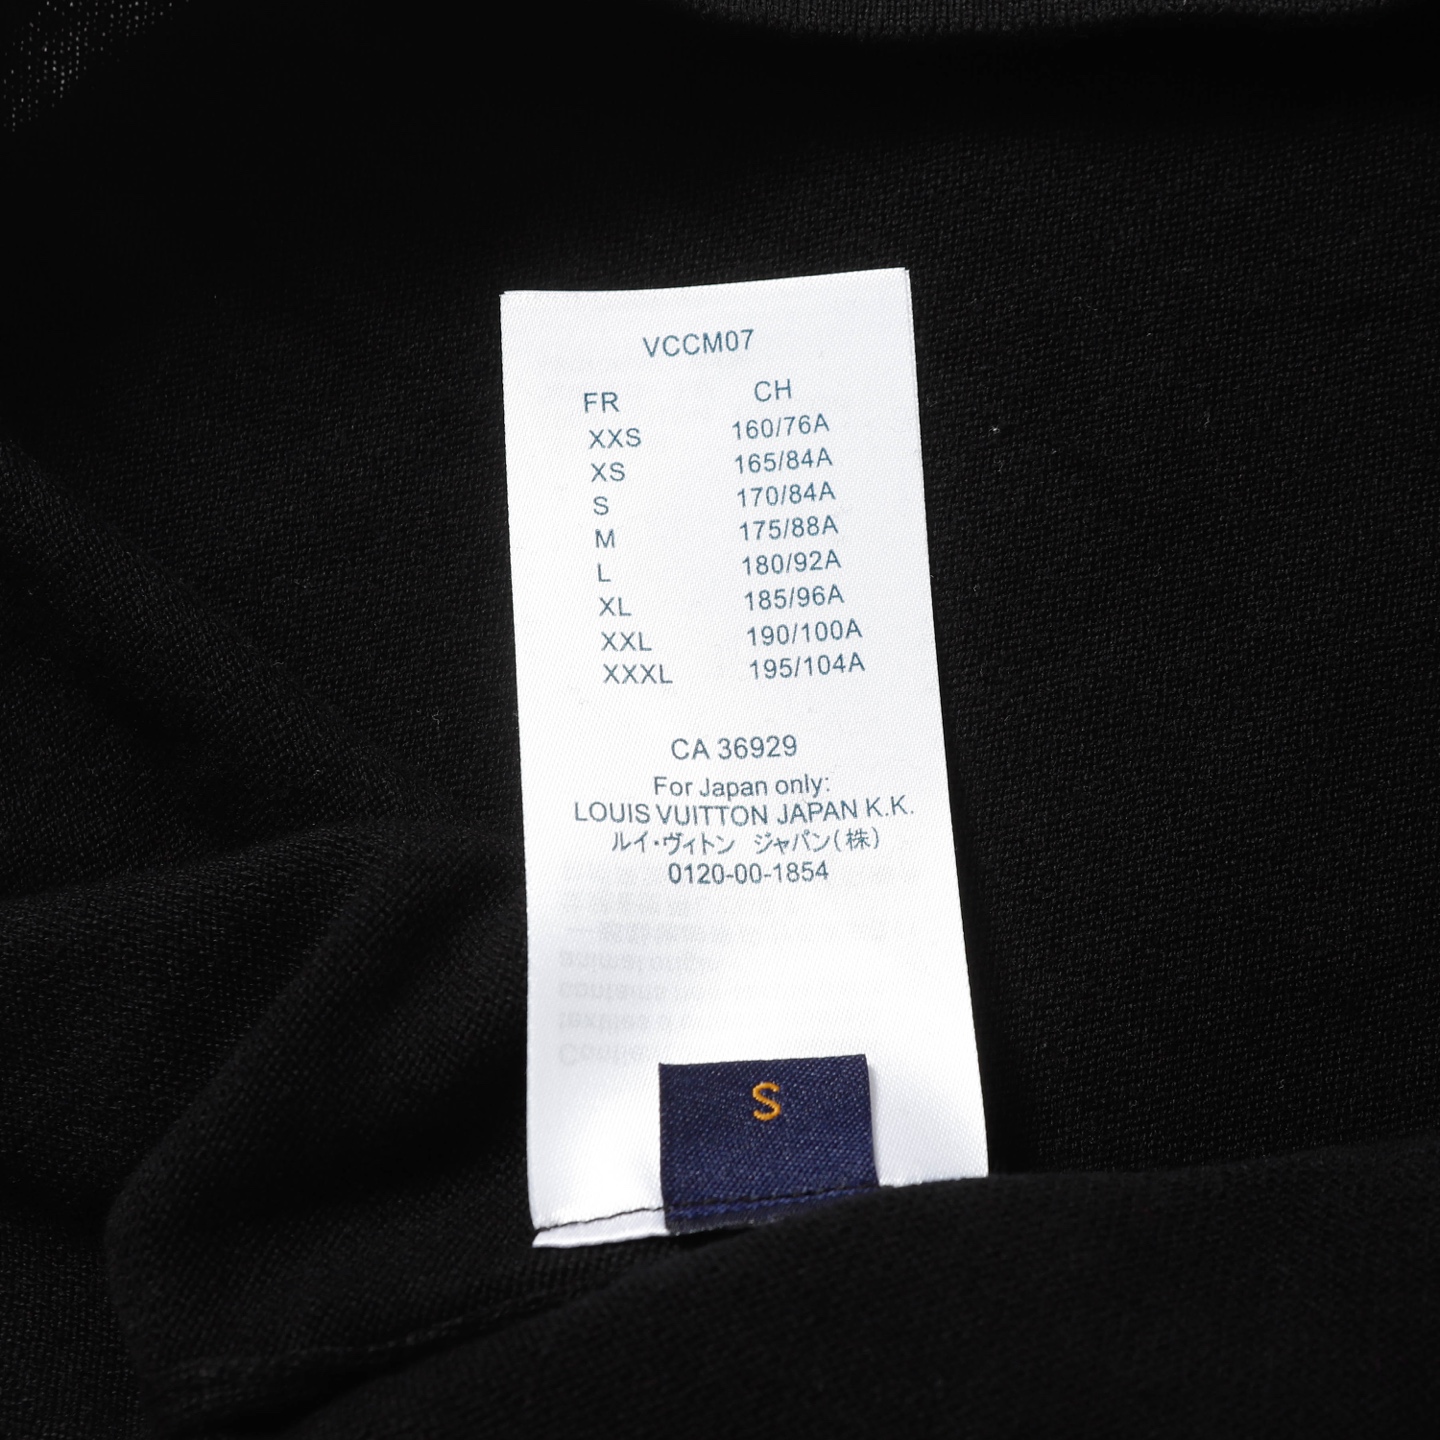 VCCM07
FR CH
XXS 160/76A
XS 165/84A
S 170/84A
M 175/88A
L 180/92A
XL 185/96A
XXL 190/100A
XXXL 195/104A
CA 36929
For Japan only:
LOUIS VUITTON JAPAN K.K.
ルイ・ヴィトン ジャパン(株)
0120-00-1854
S